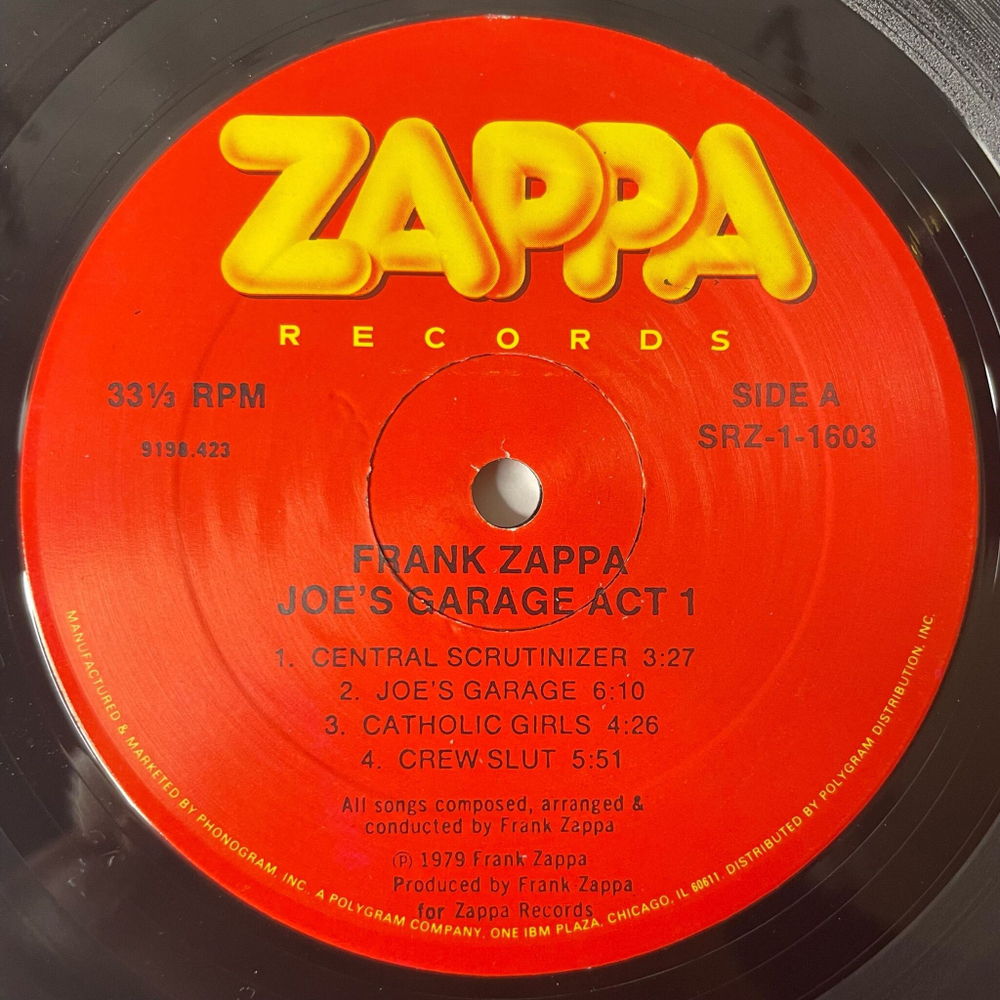 ZAPPA
RECORDS
33⅓ RPM
9198.423
SIDE A
SRZ-1-1603
FRANK ZAPPA
JOE'S GARAGE ACT 1
1. CENTRAL SCRUTINIZER 3:27
2. JOE'S GARAGE 6:10
3. CATHOLIC GIRLS 4:26
4. CREW SLUT 5:51
All songs composed, arranged &
conducted by Frank Zappa
Ⓟ 1979 Frank Zappa
Produced by Frank Zappa
for Zappa Records
MANUFACTURED & MARKETED BY PHONOGRAM, INC. A POLYGRAM COMPANY, ONE IBM PLAZA, CHICAGO, IL 60611. DISTRIBUTED BY POLYGRAM DISTRIBUTION, INC.